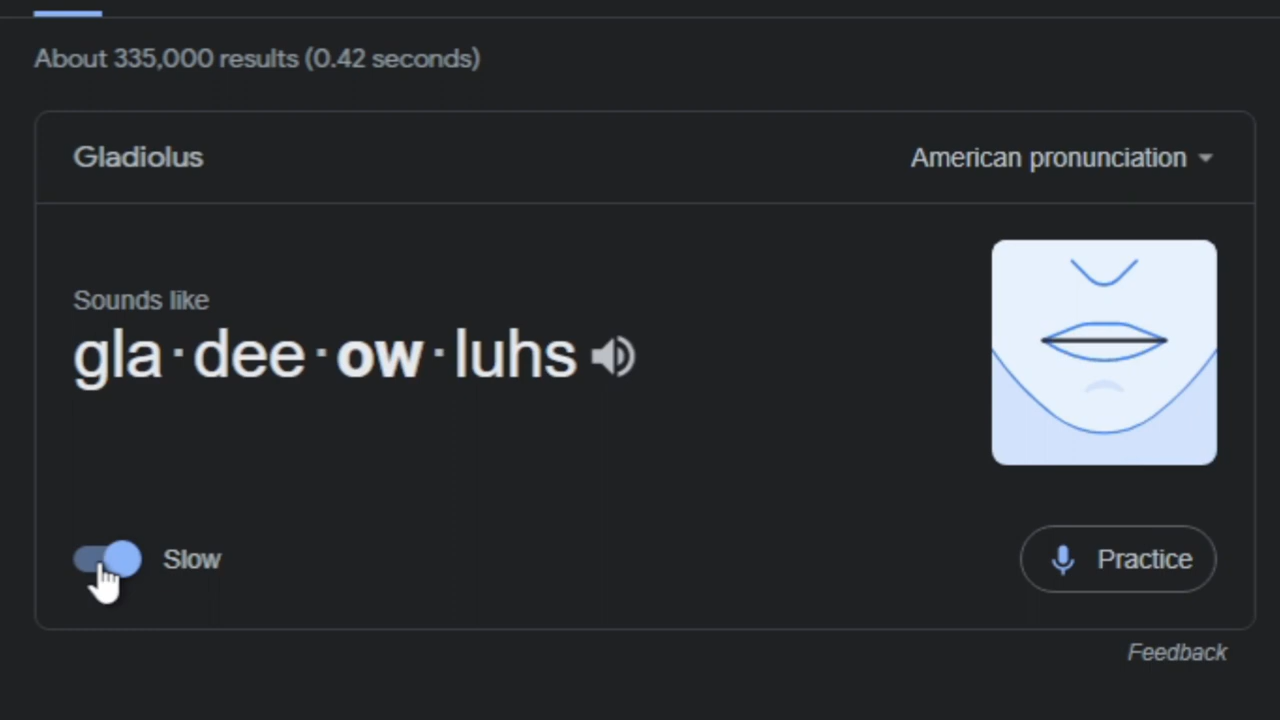 About 335,000 results (0.42 seconds)
Gladiolus
American pronunciation
Sounds like
gla·dee·ow·luhs
Slow
Practice
Feedback